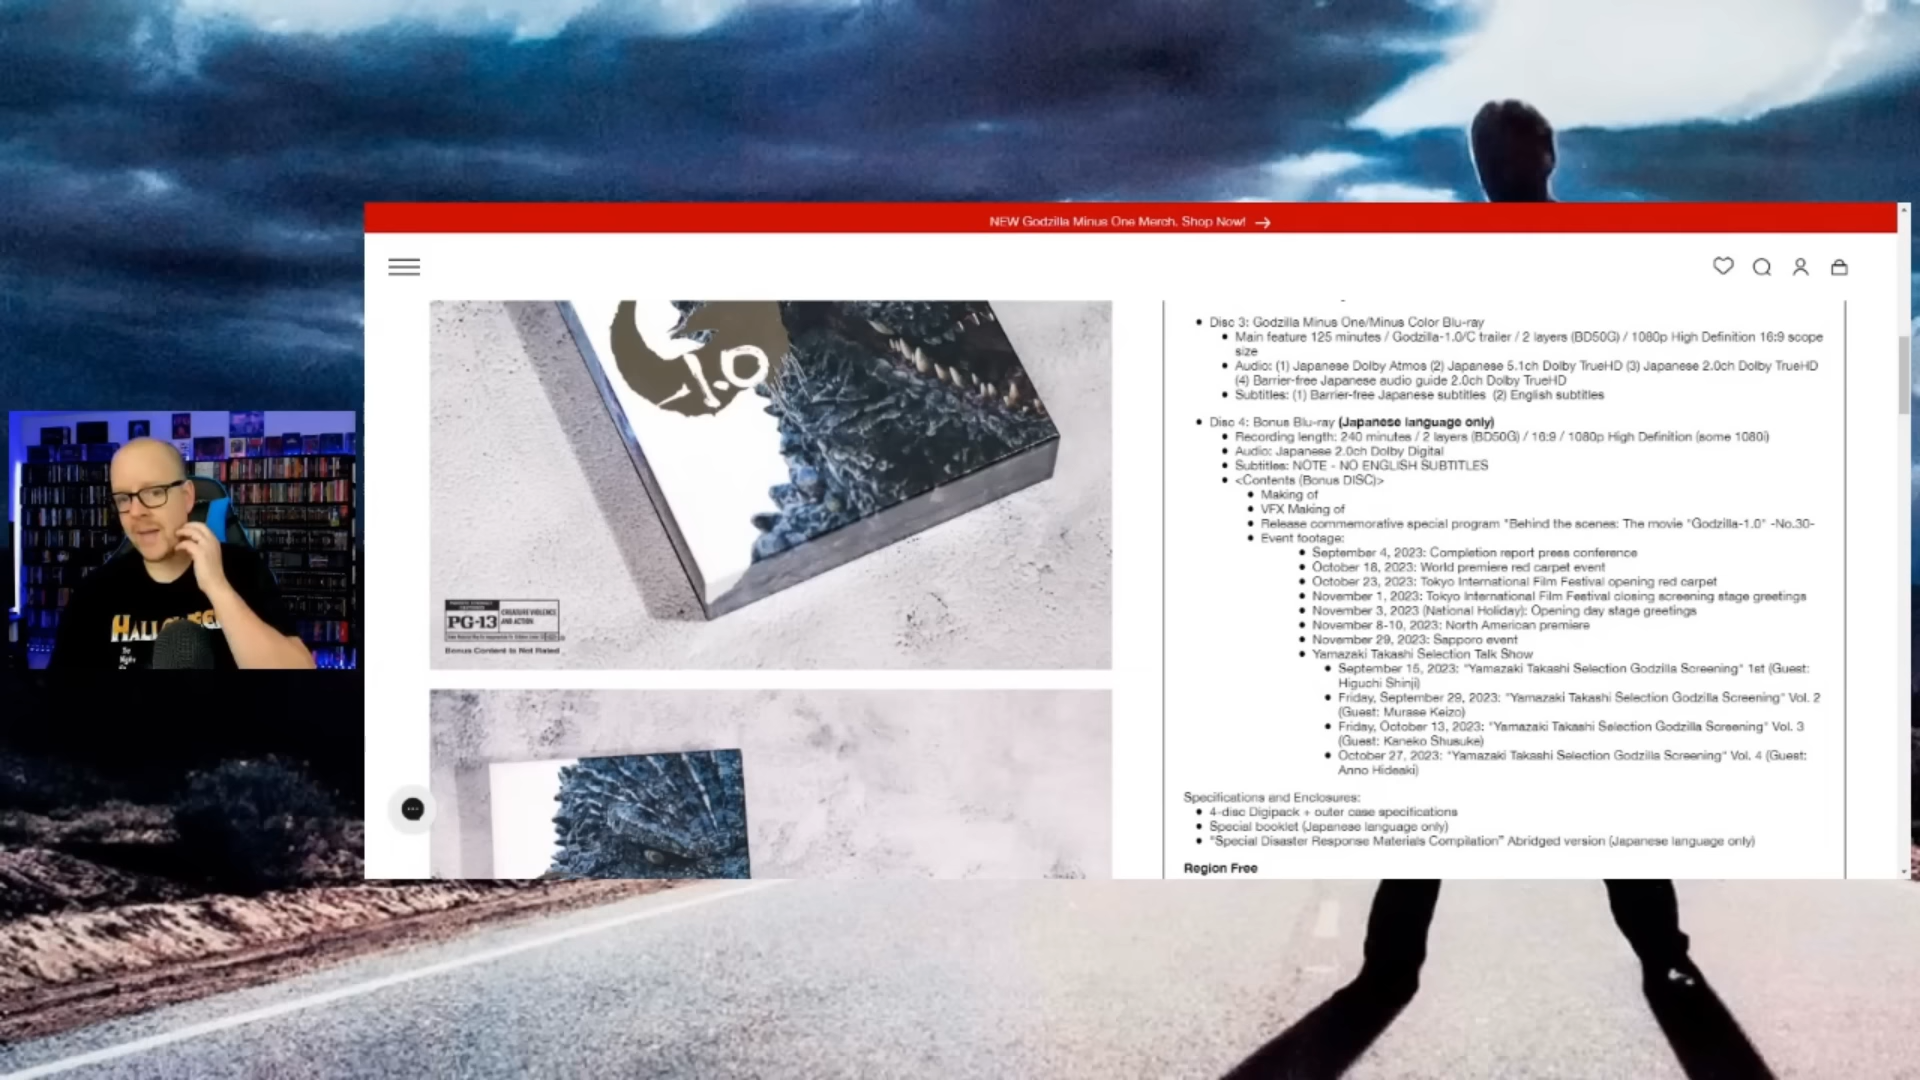 NEW Godzilla Minus One Merch. Shop Now! →
Disc 3: Godzilla Minus One/Minus Color Blu-ray
Main feature 125 minutes / Godzilla-1.0/C trailer / 2 layers (BD50G) / 1080p High Definition 16:9 scope
size
Audio: (1) Japanese Dolby Atmos (2) Japanese 5.1ch Dolby TrueHD (3) Japanese 2.0ch Dolby TrueHD
(4) Barrier-free Japanese audio guide 2.0ch Dolby TrueHD
Subtitles: (1) Barrier-free Japanese subtitles (2) English subtitles
Disc 4: Bonus Blu-ray (Japanese language only)
Recording length: 240 minutes / 2 layers (BD50G) / 16:9 / 1080p High Definition (some 1080i)
Audio: Japanese 2.0ch Dolby Digital
Subtitles: NOTE - NO ENGLISH SUBTITLES
<Contents (Bonus DISC)>
Making of
VFX Making of
Release commemorative special program "Behind the scenes: The movie "Godzilla-1.0" -No.30-
Event footage:
September 4, 2023: Completion report press conference
October 18, 2023: World premiere red carpet event
October 23, 2023: Tokyo International Film Festival opening red carpet
November 1, 2023: Tokyo International Film Festival closing screening stage greetings
November 3, 2023 (National Holiday): Opening day stage greetings
November 8-10, 2023: North American premiere
November 29, 2023: Sapporo event
Yamazaki Takashi Selection Talk Show
September 15, 2023: "Yamazaki Takashi Selection Godzilla Screening" 1st (Guest:
Higuchi Shinji)
Friday, September 29, 2023: "Yamazaki Takashi Selection Godzilla Screening" Vol. 2
(Guest: Murase Keizo)
Friday, October 13, 2023: "Yamazaki Takashi Selection Godzilla Screening" Vol. 3
(Guest: Kaneko Shusuke)
October 27, 2023: "Yamazaki Takashi Selection Godzilla Screening" Vol. 4 (Guest:
Anno Hideaki)
Specifications and Enclosures:
4-disc Digipack + outer case specifications
Special booklet (Japanese language only)
"Special Disaster Response Materials Compilation" Abridged version (Japanese language only)
Region Free
-1.0
PG-13
CREATURE VIOLENCE
AND ACTION
Bonus Content Is Not Rated
HALLOWEEN